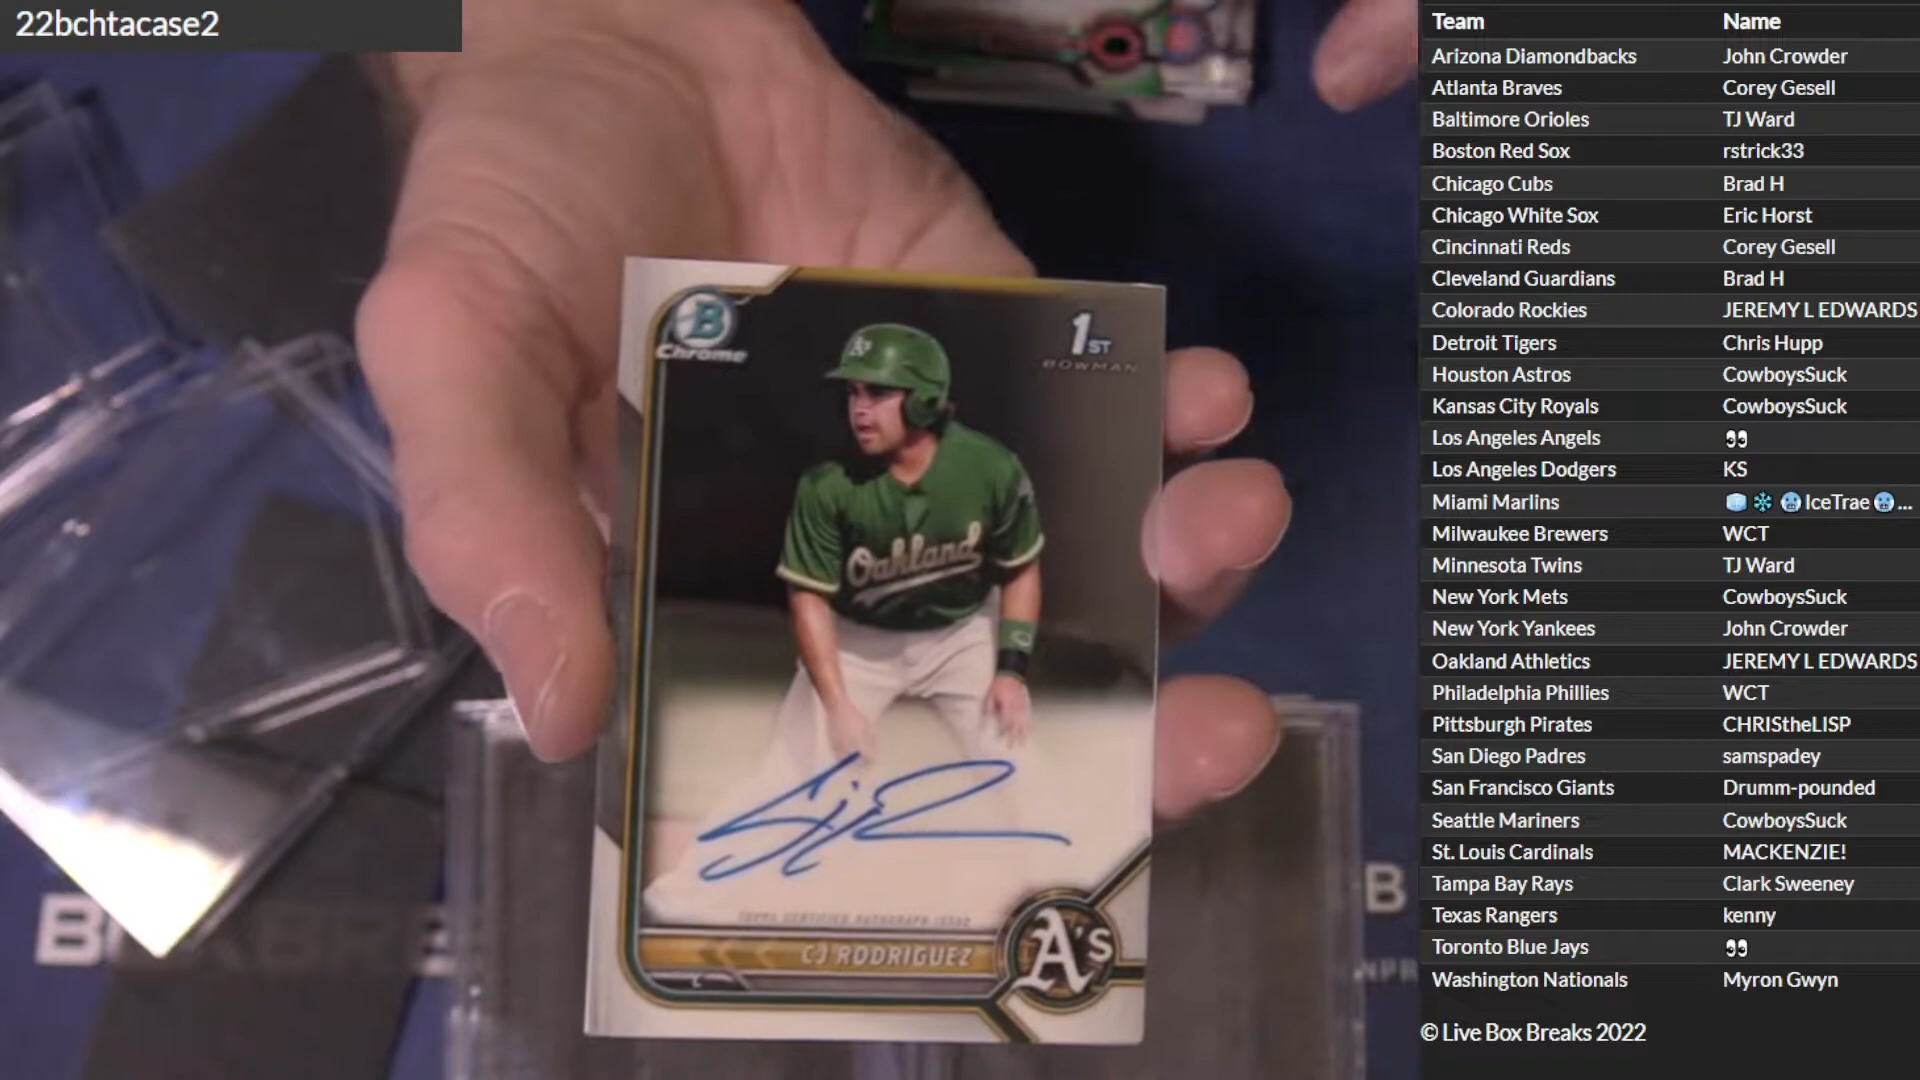 22bchtacase2
B
Chrome
1ST
BOWMAN
A's
Oakland
TOPPS CERTIFIED AUTOGRAPH ISSUE
CJ RODRIGUEZ
A's
B
Team Name
Arizona Diamondbacks John Crowder
Atlanta Braves Corey Gesell
Baltimore Orioles TJ Ward
Boston Red Sox rstrick33
Chicago Cubs Brad H
Chicago White Sox Eric Horst
Cincinnati Reds Corey Gesell
Cleveland Guardians Brad H
Colorado Rockies JEREMY L EDWARDS
Detroit Tigers Chris Hupp
Houston Astros CowboysSuck
Kansas City Royals CowboysSuck
Los Angeles Angels 👀
Los Angeles Dodgers KS
Miami Marlins 🧊❄🥶IceTrae🥶...
Milwaukee Brewers WCT
Minnesota Twins TJ Ward
New York Mets CowboysSuck
New York Yankees John Crowder
Oakland Athletics JEREMY L EDWARDS
Philadelphia Phillies WCT
Pittsburgh Pirates CHRIStheLISP
San Diego Padres samspadey
San Francisco Giants Drumm-pounded
Seattle Mariners CowboysSuck
St. Louis Cardinals MACKENZIE!
Tampa Bay Rays Clark Sweeney
Texas Rangers kenny
Toronto Blue Jays 👀
Washington Nationals Myron Gwyn
© Live Box Breaks 2022